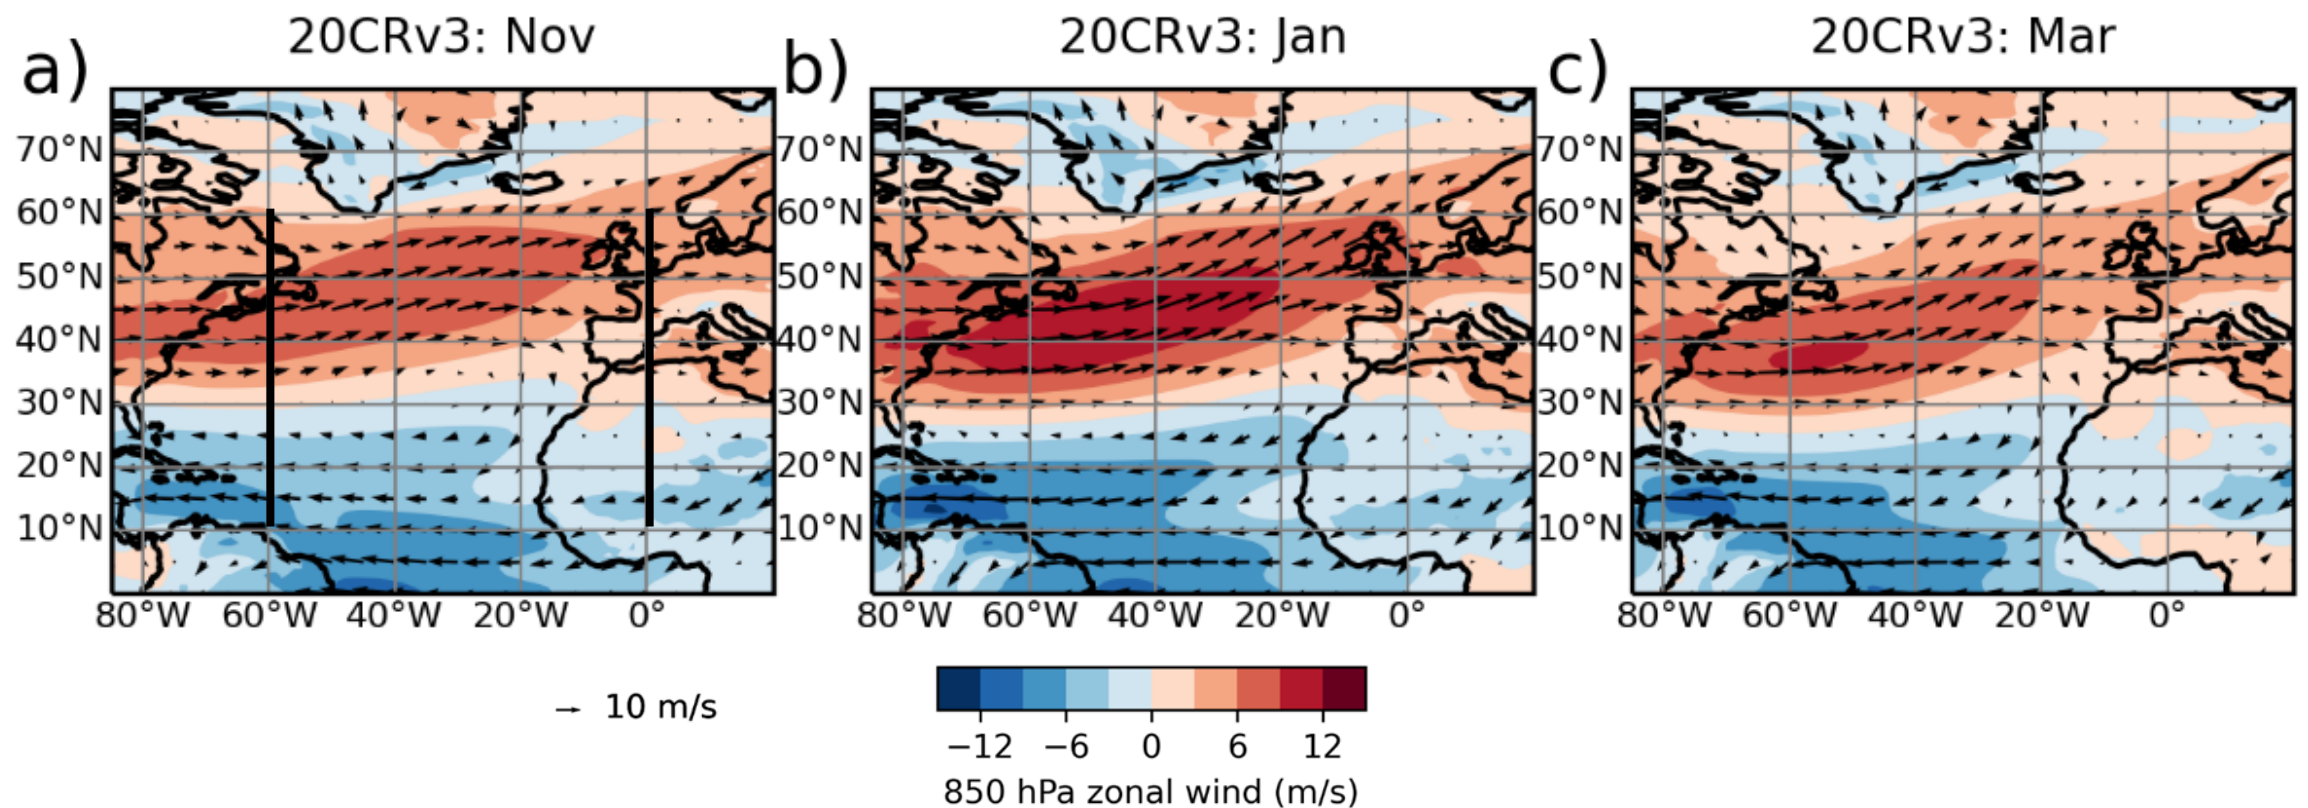 20CRv3: Nov
20CRv3: Jan
20CRv3: Mar
a)
b)
c)
70°N
60°N
50°N
40°N
30°N
20°N
10°N
80°W 60°W 40°W 20°W 0°
70°N
60°N
50°N
40°N
30°N
20°N
10°N
80°W 60°W 40°W 20°W 0°
70°N
60°N
50°N
40°N
30°N
20°N
10°N
80°W 60°W 40°W 20°W 0°
10 m/s
−12 −6 0 6 12
850 hPa zonal wind (m/s)